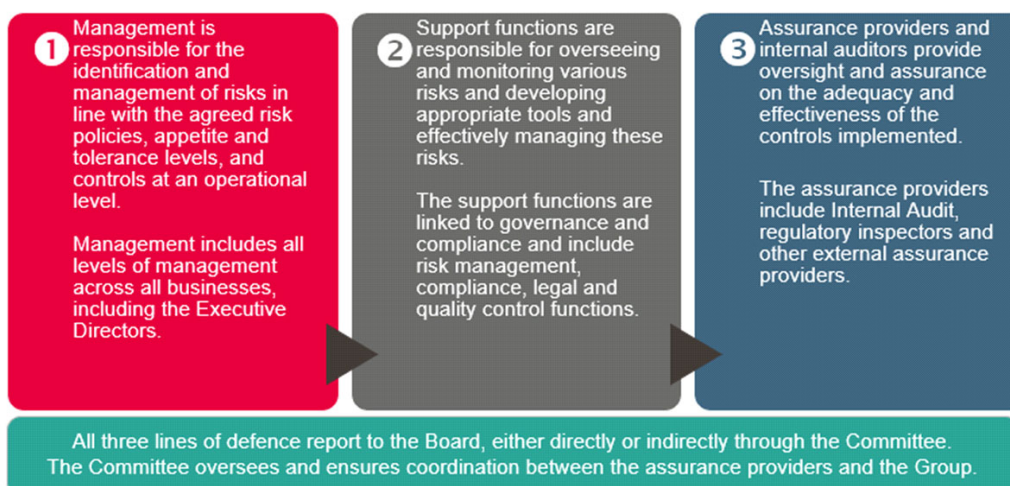 1
Management is
responsible for the
identification and
management of risks in
line with the agreed risk
policies, appetite and
tolerance levels, and
controls at an operational
level.
Management includes all
levels of management
across all businesses,
including the Executive
Directors.
2
Support functions are
responsible for overseeing
and monitoring various
risks and developing
appropriate tools and
effectively managing these
risks.
The support functions are
linked to governance and
compliance and include
risk management,
compliance, legal and
quality control functions.
3
Assurance providers and
internal auditors provide
oversight and assurance
on the adequacy and
effectiveness of the
controls implemented.
The assurance providers
include Internal Audit,
regulatory inspectors and
other external assurance
providers.
All three lines of defence report to the Board, either directly or indirectly through the Committee.
The Committee oversees and ensures coordination between the assurance providers and the Group.